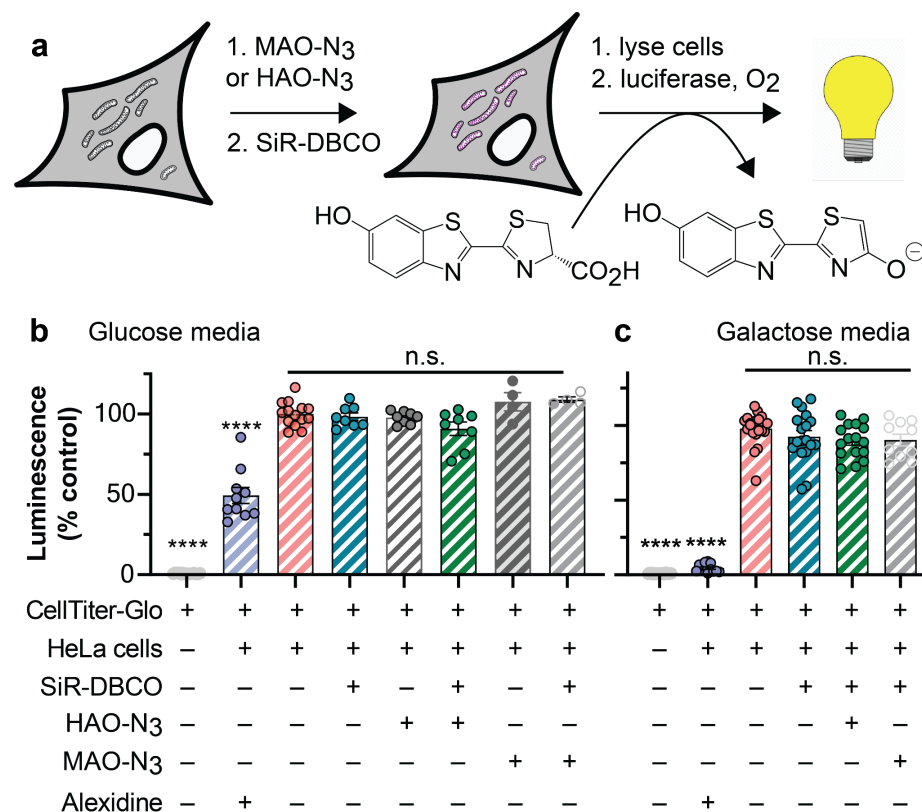 a
1. MAO-N3
or HAO-N3
2. SiR-DBCO
1. lyse cells
2. luciferase, O2
HO
S
N
S
N
CO2H
HO
S
N
S
N
O
⊖
b Glucose media
c Galactose media
n.s.
n.s.
Luminescence
(% control)
100
50
0
**** ****
**** ****
CellTiter-Glo + + + + + + + + + + + + + +
HeLa cells – + + + + + + + – + + + + +
SiR-DBCO – – – + – + – + – – – + + +
HAO-N3 – – – – + + – – – – – – + –
MAO-N3 – – – – – – + + – – – – – +
Alexidine – + – – – – – – – + – – – –